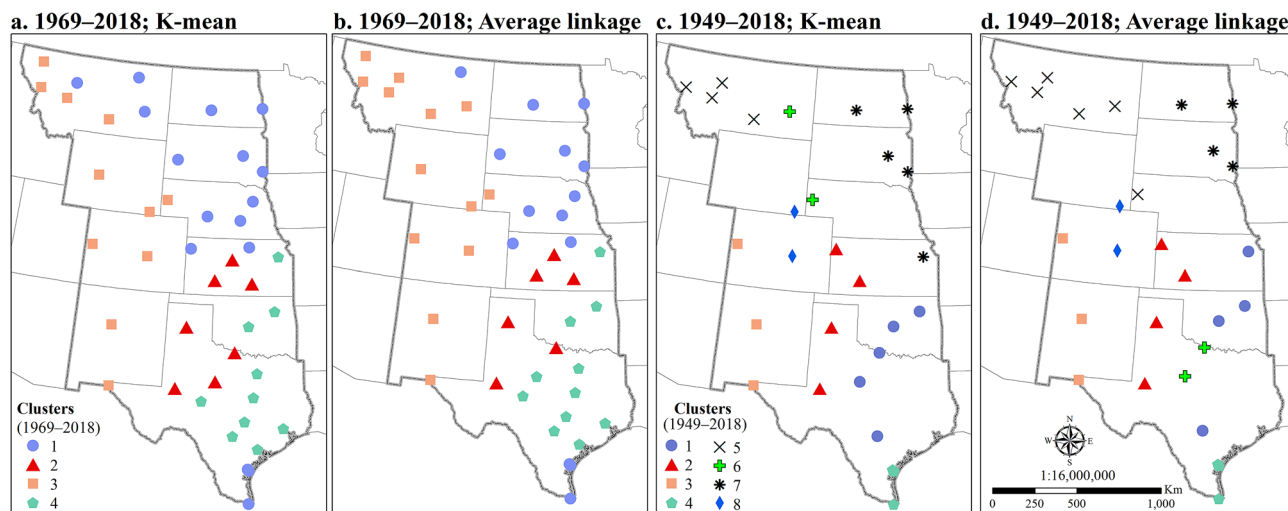 a. 1969–2018; K-mean
b. 1969–2018; Average linkage
c. 1949–2018; K-mean
d. 1949–2018; Average linkage
Clusters
(1969–2018)
1
2
3
4
Clusters
(1949–2018)
1 5
2 6
3 7
4 8
N
W E
S
1:16,000,000
Km
0 250 500 1,000